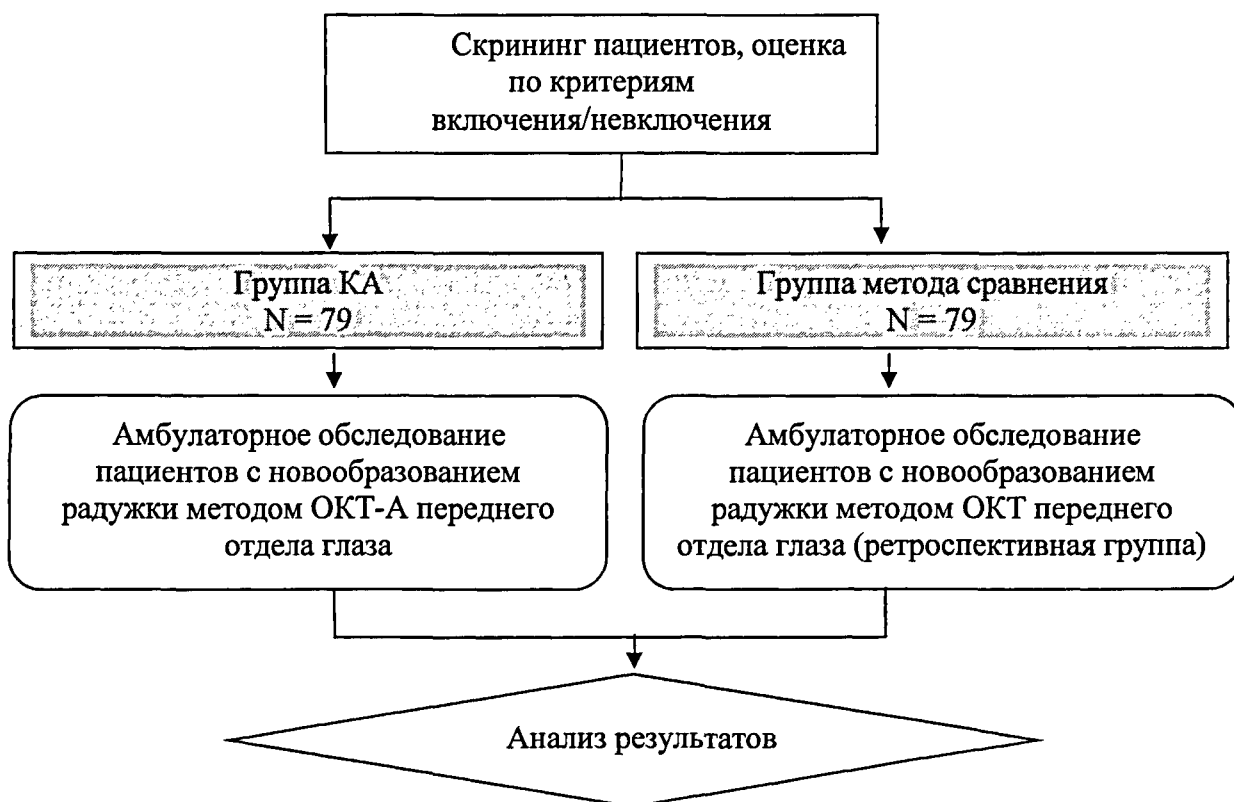 Скрининг пациентов, оценка
по критериям
включения/невключения
Группа КА
N = 79
Группа метода сравнения
N = 79
Амбулаторное обследование
пациентов с новообразованием
радужки методом ОКТ-А переднего
отдела глаза
Амбулаторное обследование
пациентов с новообразованием
радужки методом ОКТ переднего
отдела глаза (ретроспективная группа)
Анализ результатов